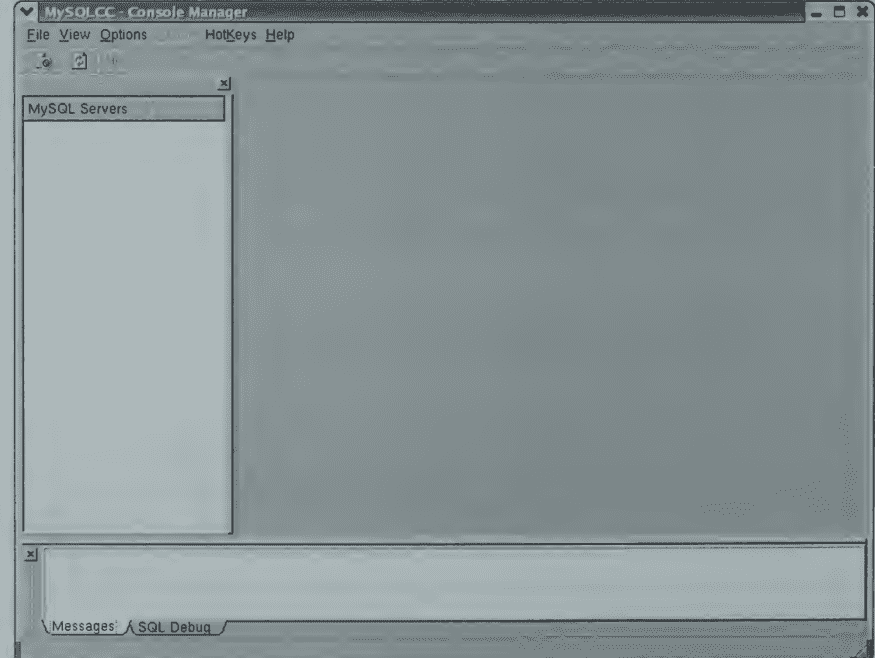 MySQLCC - Console Manager
File View Options HotKeys Help
MySQL Servers
Messages SQL Debug